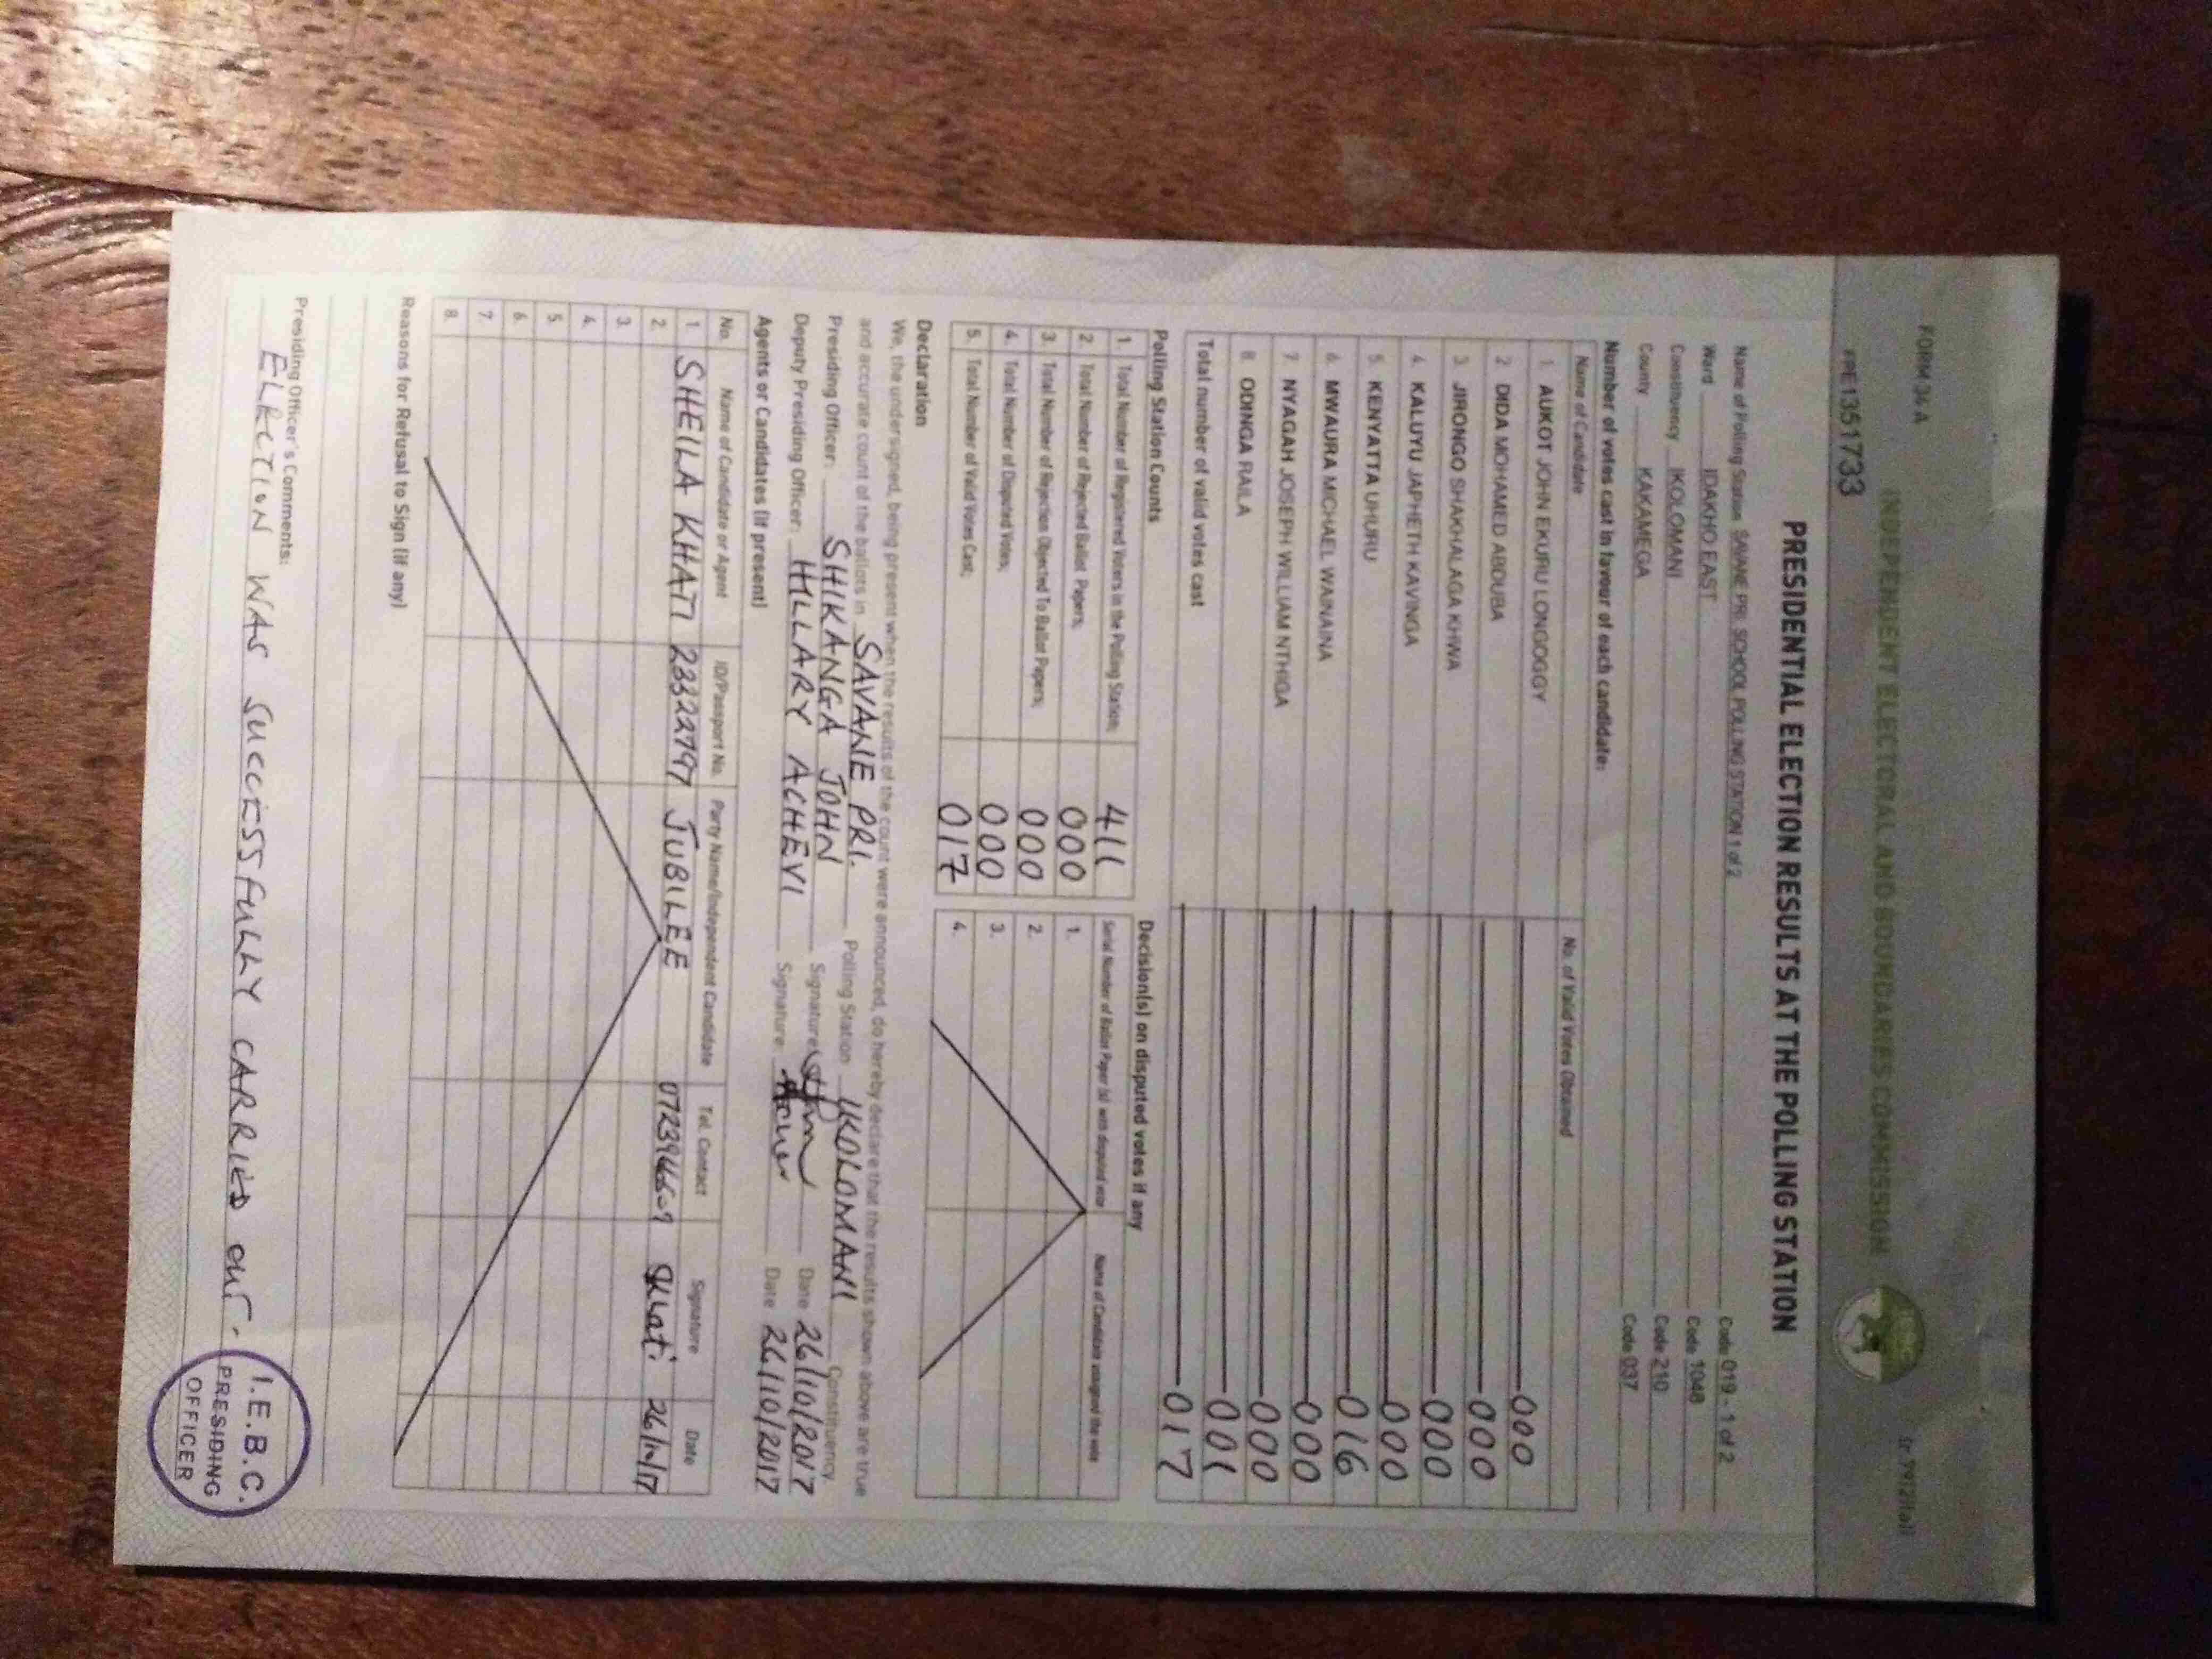 FORM 34 A
INDEPENDENT ELECTORAL AND BOUNDARIES COMMISSION
PRE1351733
PRESIDENTIAL ELECTION RESULTS AT THE POLLING STATION
Name of Polling Station SAVANE PRI. SCHOOL POLLING STATION 1 of 2 Code 019 - 1 of 2
Ward IDAKHO EAST Code 1048
Constituency IKOLOMANI Code 210
County KAKAMEGA Code 037
Number of votes cast in favour of each candidate:
Name of Candidate No. of Valid Votes Obtained
1. AUKOT JOHN EKURU LONGOGGY 000
2 DIDA MOHAMED ABDUBA 000
3 JIRONGO SHAKHALAGA KHWA 000
4. KALUYU JAPHETH KAVINGA 000
5. KENYATTA UHURU 016
6. MWAURA MICHAEL WAINAINA 000
7 NYAGAH JOSEPH WILLIAM NTHIGA 000
8. ODINGA RAILA 001
Total number of valid votes cast 017
Polling Station Counts
1 Total Number of Registered Voters in the Polling Station; 411
2. Total Number of Rejected Ballot Papers; 000
3. Total Number of Rejection Objected To Ballot Papers; 000
4. Total Number of Disputed Votes; 000
5. Total Number of Valid Votes Cast; 017
Decision(s) on disputed votes if any
Serial Number of Ballot Paper (s) with disputed vote Name of Candidate assigned the vote
1.
2.
3.
4.
Declaration
We, the undersigned, being present when the results of the count were announced, do hereby declare that the results shown above are true
and accurate count of the ballots in SAVANE PRI. Polling Station IKOLOMANI Constituency.
Presiding Officer: SHIKANGA JOHN Signature Date 26/10/2017
Deputy Presiding Officer: HILLARY ACHEVI Signature: Date 26/10/2017
Agents or Candidates (if present)
No. Name of Candidate or Agent ID/Passport No. Party Name/Independent Candidate Tel. Contact Signature Date
1. SHEILA KHATI 23322797 JUBILEE SKhati 26/10/17
2.
3.
4.
5.
6.
7.
8.
Reasons for Refusal to Sign (if any)
Presiding Officer's Comments:
ELECTION WAS SUCCESSFULLY CARRIED OUT.
I.E.B.C.
PRESIDING
OFFICER